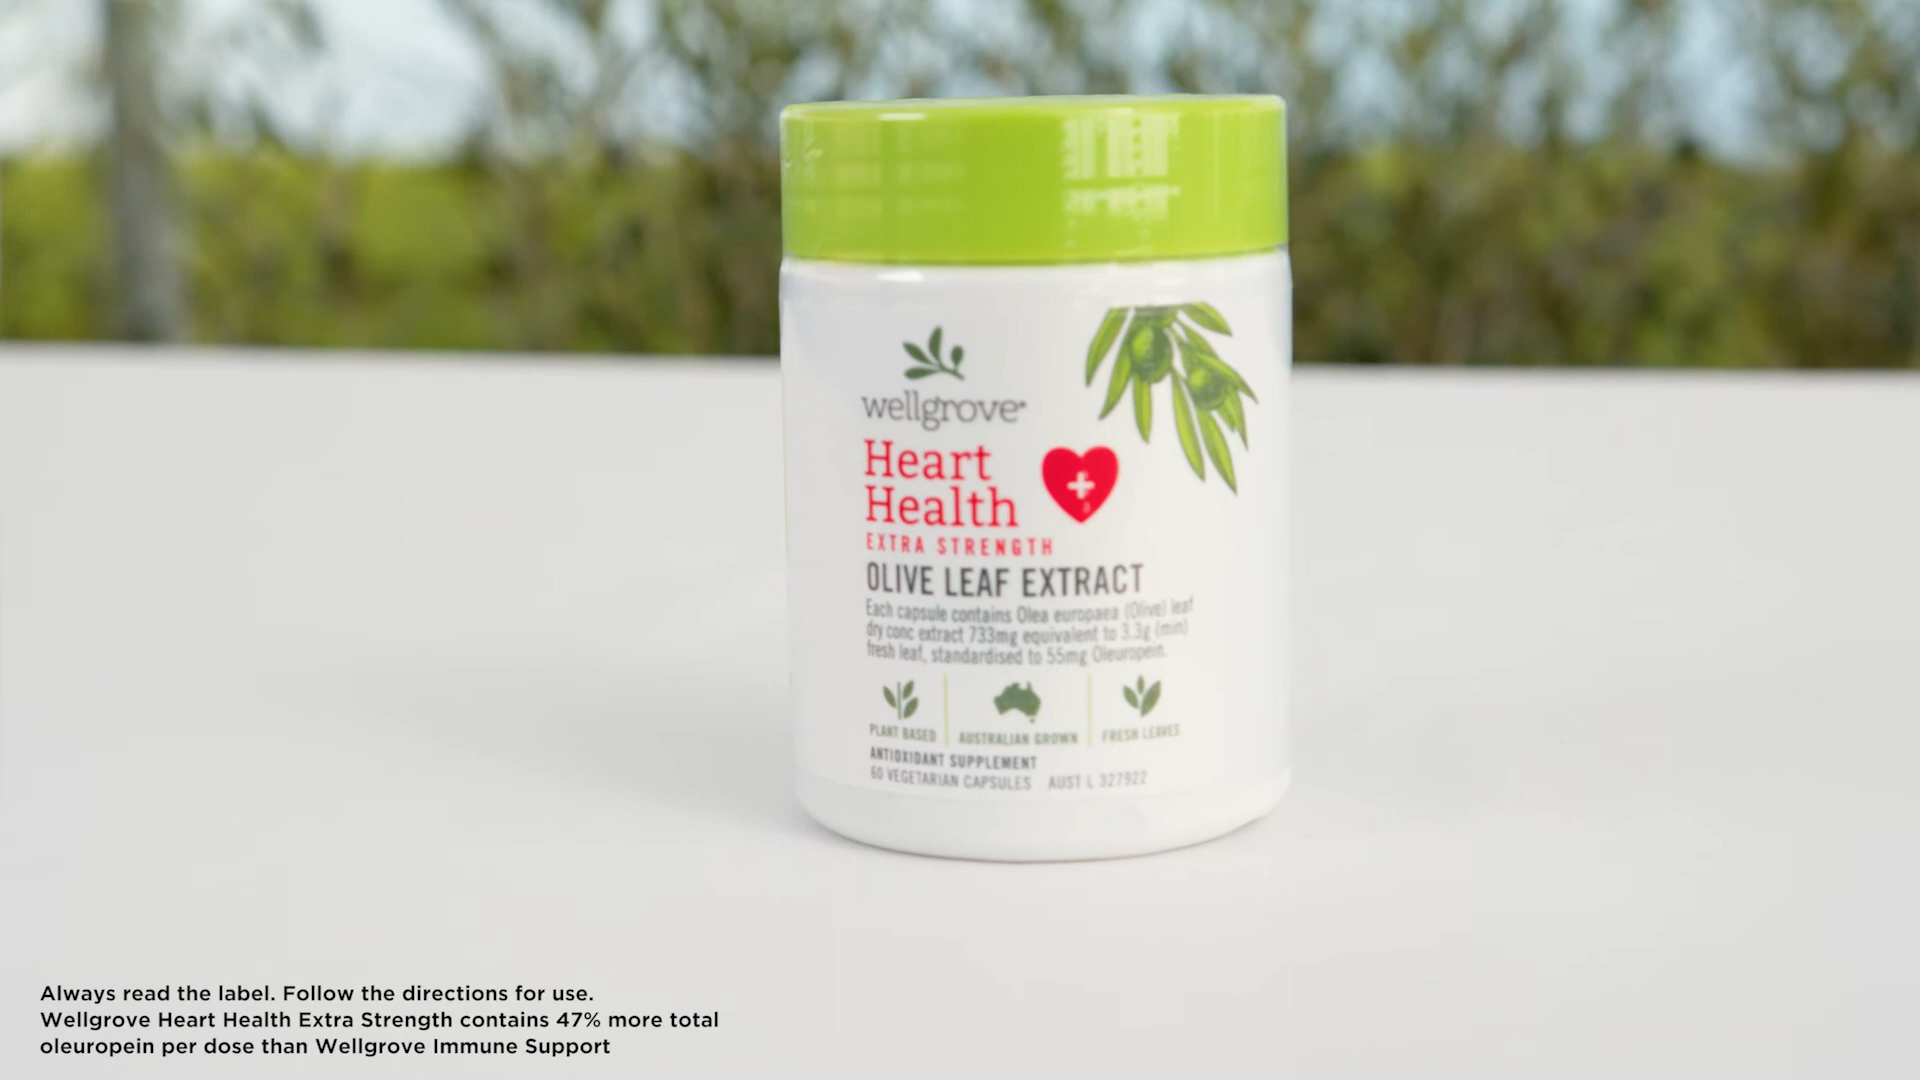 wellgrove®
Heart
Health
EXTRA STRENGTH
OLIVE LEAF EXTRACT
Each capsule contains Olea europaea (Olive) leaf
dry conc extract 733mg equivalent to 3.3g (min)
fresh leaf, standardised to 55mg Oleuropein.
PLANT BASED
AUSTRALIAN GROWN
FRESH LEAVES
ANTIOXIDANT SUPPLEMENT
60 VEGETARIAN CAPSULES AUST L 327922
Always read the label. Follow the directions for use.
Wellgrove Heart Health Extra Strength contains 47% more total
oleuropein per dose than Wellgrove Immune Support